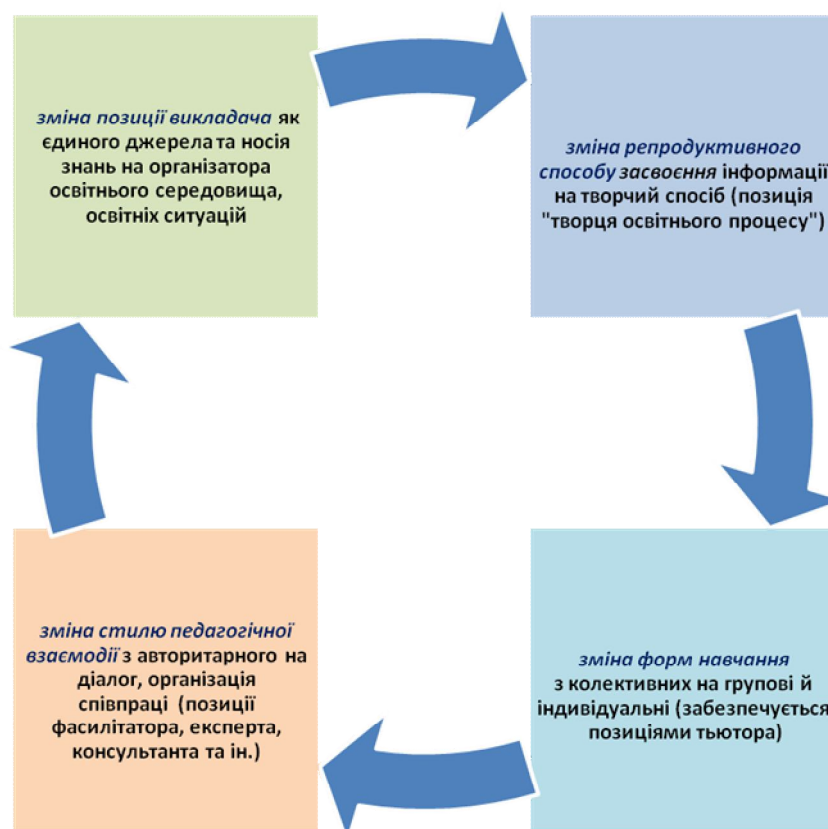 зміна позиції викладача як
єдиного джерела та носія
знань на організатора
освітнього середовища,
освітніх ситуацій
зміна репродуктивного
способу засвоєння інформації
на творчий спосіб (позиція
"творця освітнього процесу")
зміна стилю педагогічної
взаємодії з авторитарного на
діалог, організація
співпраці (позиції
фасилітатора, експерта,
консультанта та ін.)
зміна форм навчання
з колективних на групові й
індивідуальні (забезпечується
позиціями тьютора)